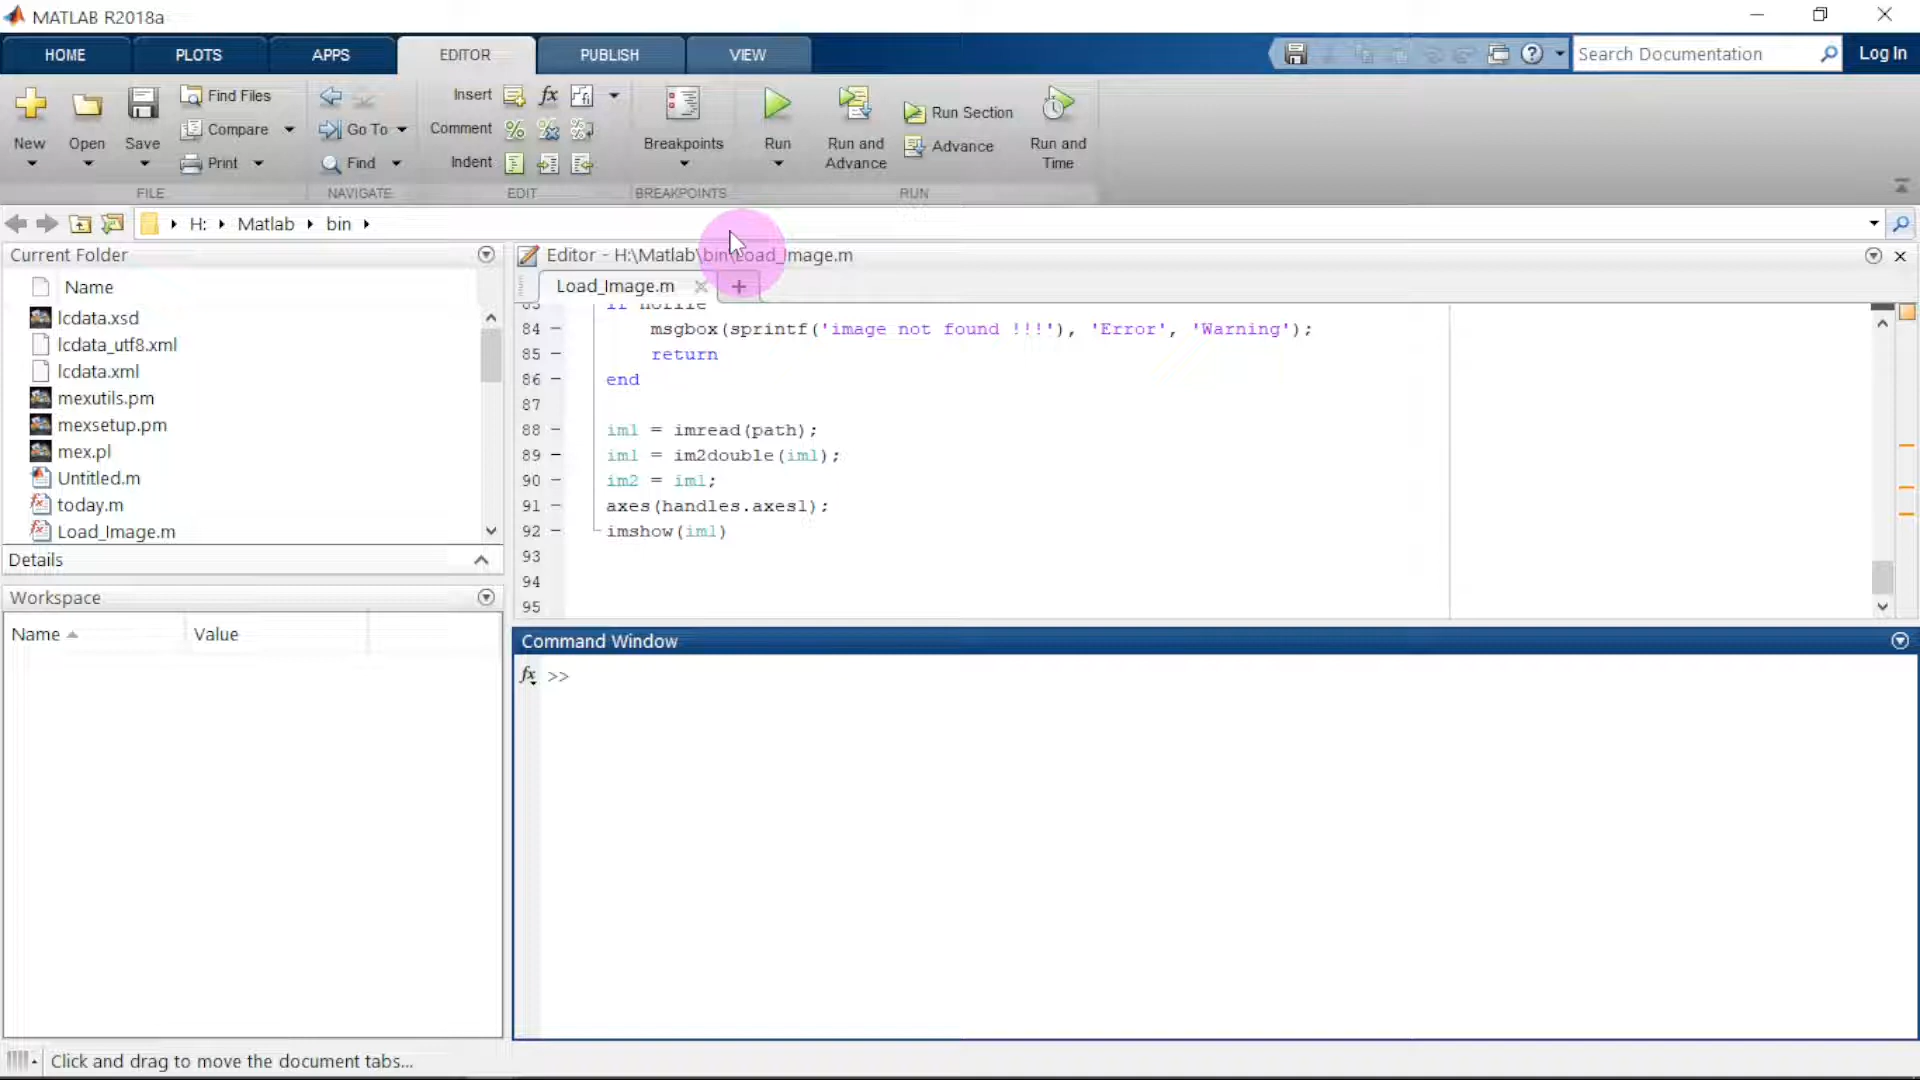 MATLAB R2018a
HOME
PLOTS
APPS
EDITOR
PUBLISH
VIEW
Search Documentation
Log In
New
Open
Save
Find Files
Compare
Print
FILE
Go To
Find
NAVIGATE
Insert
Comment
Indent
EDIT
Breakpoints
BREAKPOINTS
Run
Run and
Advance
Run Section
Advance
Run and
Time
RUN
H:
Matlab
bin
Current Folder
Name
lcdata.xsd
lcdata_utf8.xml
lcdata.xml
mexutils.pm
mexsetup.pm
mex.pl
Untitled.m
today.m
Load_Image.m
Details
Workspace
Name
Value
Editor - H:\Matlab\bin\Load_Image.m
Load_Image.m
84 –         msgbox(sprintf('image not found !!!'), 'Error', 'Warning');
85 –         return
86 –     end
87
88 –     im1 = imread(path);
89 –     im1 = im2double(im1);
90 –     im2 = im1;
91 –     axes(handles.axes1);
92 –     imshow(im1)
93
94
95
Command Window
fx >>
Click and drag to move the document tabs...